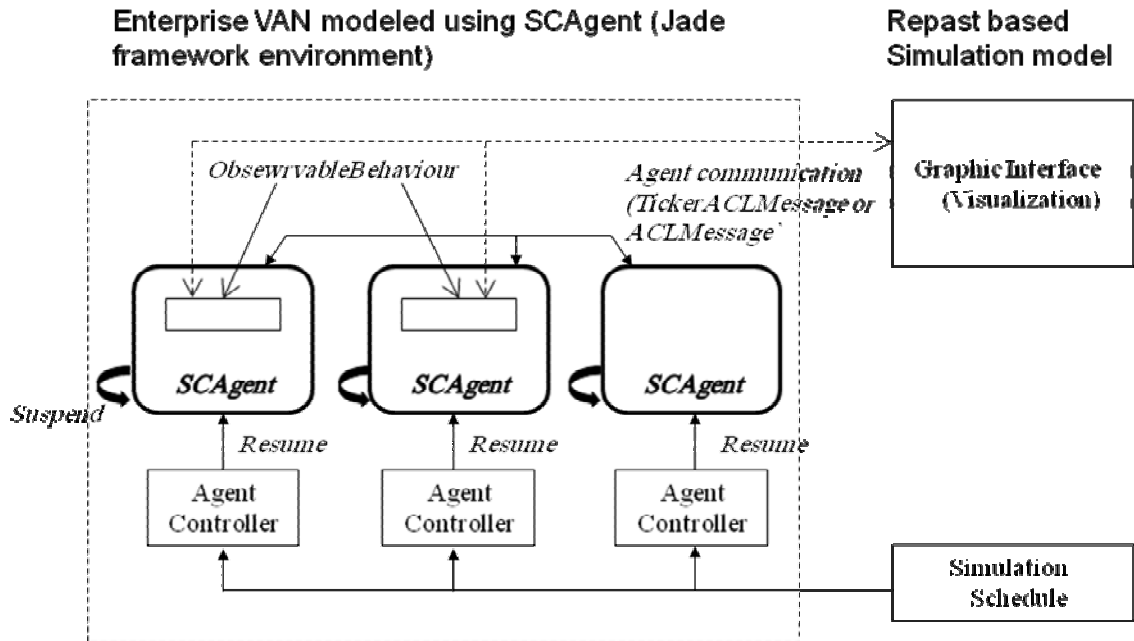 Enterprise VAN modeled using SCAgent (Jade
framework environment)
Repast based
Simulation model
ObsewrvableBehaviour
Agent communication
(TickerACLMessage or
ACLMessage`
Graphic Interface
(Visualization)
SCAgent
SCAgent
SCAgent
Suspend
Resume
Resume
Resume
Agent
Controller
Agent
Controller
Agent
Controller
Simulation
Schedule